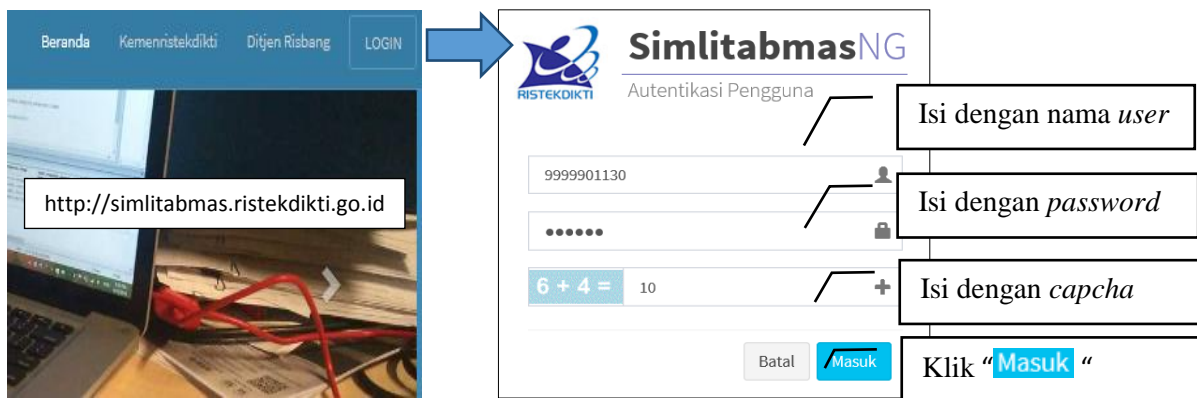 Beranda Kemenristekdikti Ditjen Risbang LOGIN
http://simlitabmas.ristekdikti.go.id
RISTEKDIKTI
SimlitabmasNG
Autentikasi Pengguna
Isi dengan nama user
9999901130
Isi dengan password
••••••
6 + 4 = 10
Isi dengan capcha
Batal Masuk
Klik “Masuk “